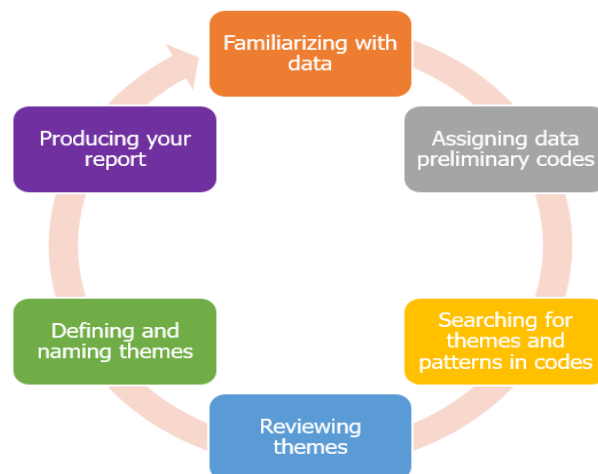 Familiarizing with
data
Assigning data
preliminary codes
Searching for
themes and
patterns in codes
Reviewing
themes
Defining and
naming themes
Producing your
report